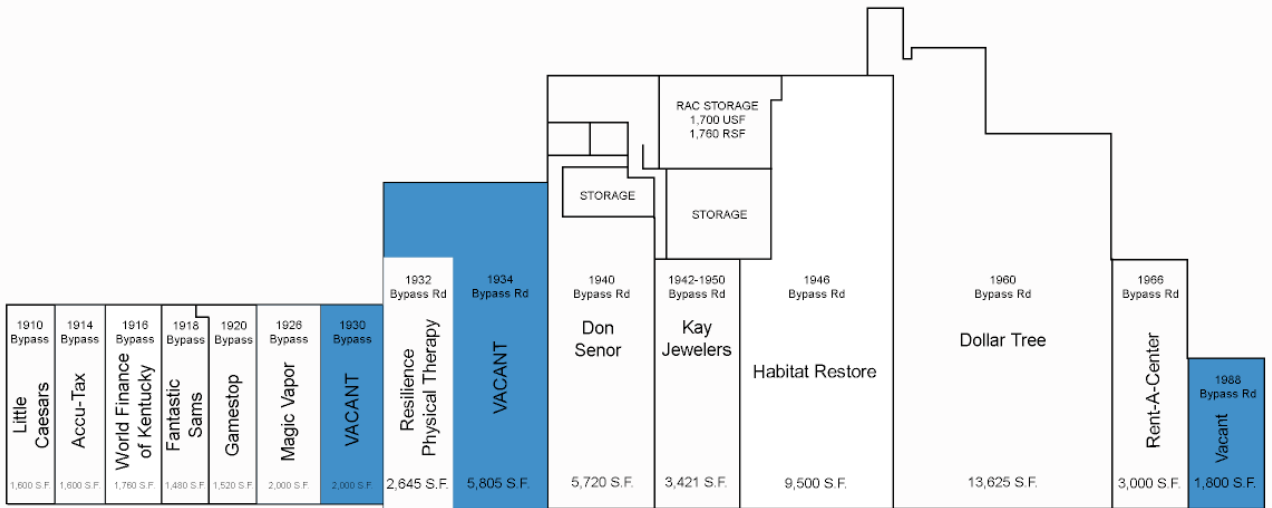 RAC STORAGE
1,700 USF
1,760 RSF
STORAGE
STORAGE
1910
Bypass
Little
Caesars
1,600 S.F.
1914
Bypass
Accu-Tax
1,600 S.F.
1916
Bypass
World Finance
of Kentucky
1,760 S.F.
1918
Bypass
Fantastic
Sams
1,480 S.F.
1920
Bypass
Gamestop
1,520 S.F.
1926
Bypass
Magic Vapor
2,000 S.F.
1930
Bypass
VACANT
2,000 S.F.
1932
Bypass Rd
Resilience
Physical Therapy
2,645 S.F.
1934
Bypass Rd
VACANT
5,805 S.F.
1940
Bypass Rd
Don
Senor
5,720 S.F.
1942-1950
Bypass Rd
Kay
Jewelers
3,421 S.F.
1946
Bypass Rd
Habitat Restore
9,500 S.F.
1960
Bypass Rd
Dollar Tree
13,625 S.F.
1966
Bypass Rd
Rent-A-Center
3,000 S.F.
1988
Bypass Rd
Vacant
1,800 S.F.